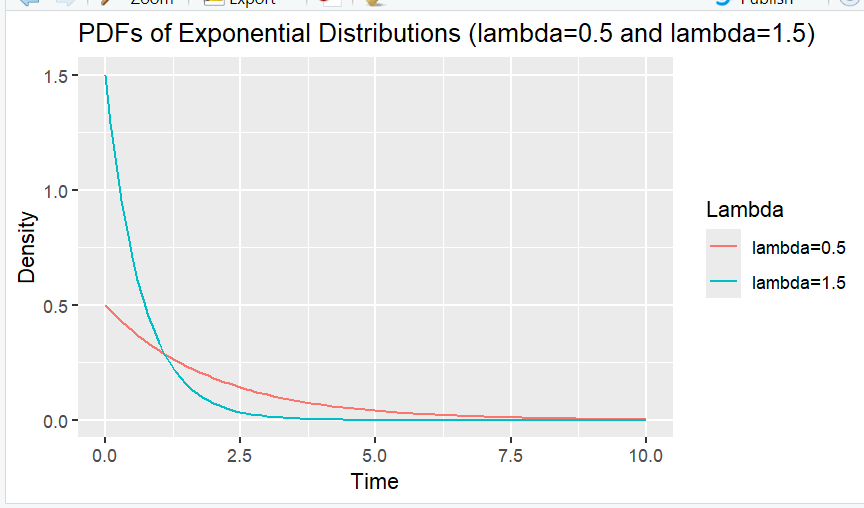 Zoom Export Publish
PDFs of Exponential Distributions (lambda=0.5 and lambda=1.5)
1.5
1.0
0.5
0.0
Density
0.0 2.5 5.0 7.5 10.0
Time
Lambda
lambda=0.5
lambda=1.5